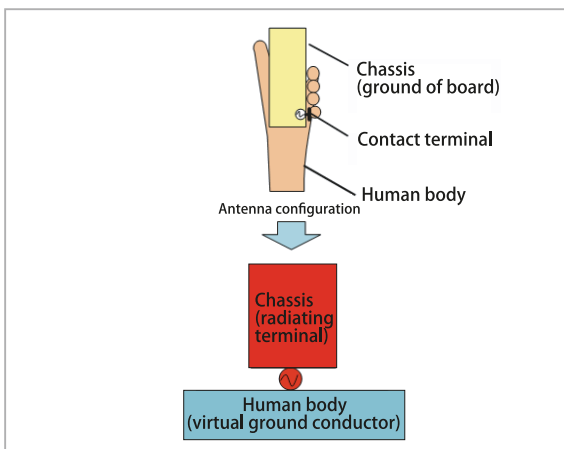 Chassis
(ground of board)
Contact terminal
Human body
Antenna configuration
Chassis
(radiating
terminal)
Human body
(virtual ground conductor)